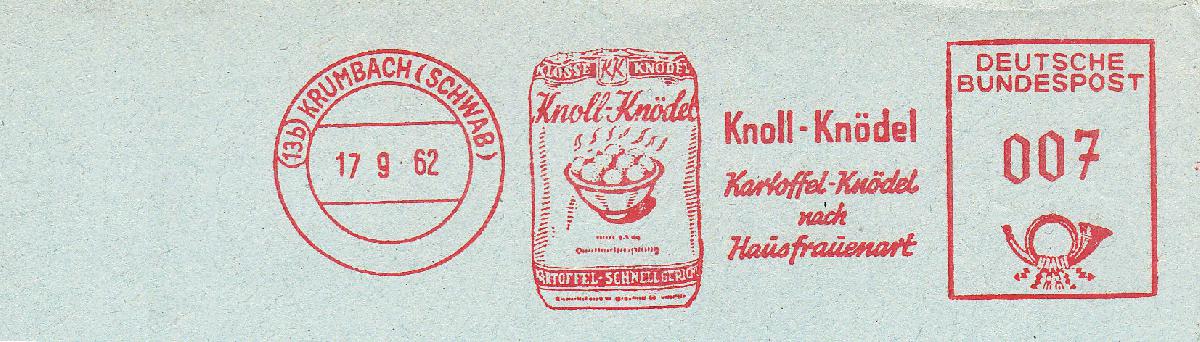 (13b) KRUMBACH (SCHWAB)
17 9 62
KLÖSSE KK KNÖDEL
Knoll-Knödel
KARTOFFEL-SCHNELLGERICHT
Knoll-Knödel
Kartoffel-Knödel
nach
Hausfrauenart
DEUTSCHE
BUNDESPOST
007